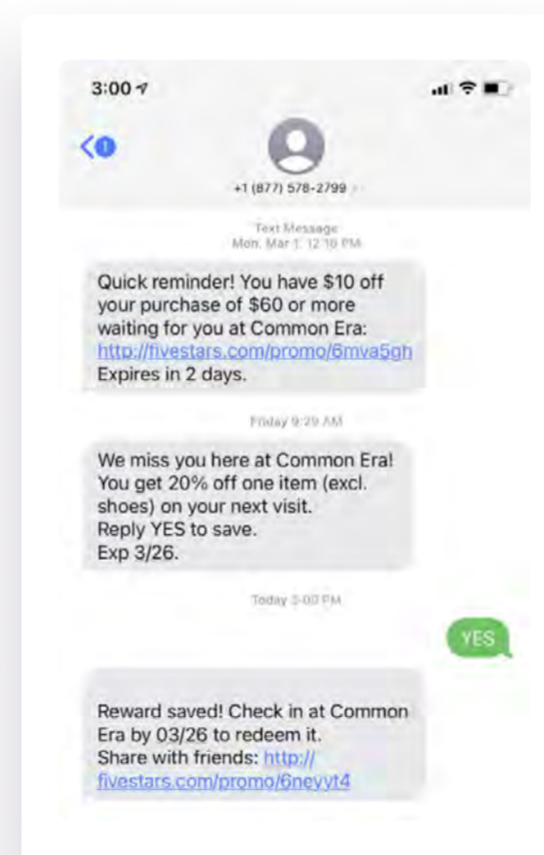 3:00
1
+1 (877) 578-2799
Text Message
Mon, Mar 1, 12:10 PM
Quick reminder! You have $10 off
your purchase of $60 or more
waiting for you at Common Era:
http://fivestars.com/promo/6mva5gh
Expires in 2 days.
Friday 9:29 AM
We miss you here at Common Era!
You get 20% off one item (excl.
shoes) on your next visit.
Reply YES to save.
Exp 3/26.
Today 3:00 PM
YES
Reward saved! Check in at Common
Era by 03/26 to redeem it.
Share with friends: http://
fivestars.com/promo/6neyyt4